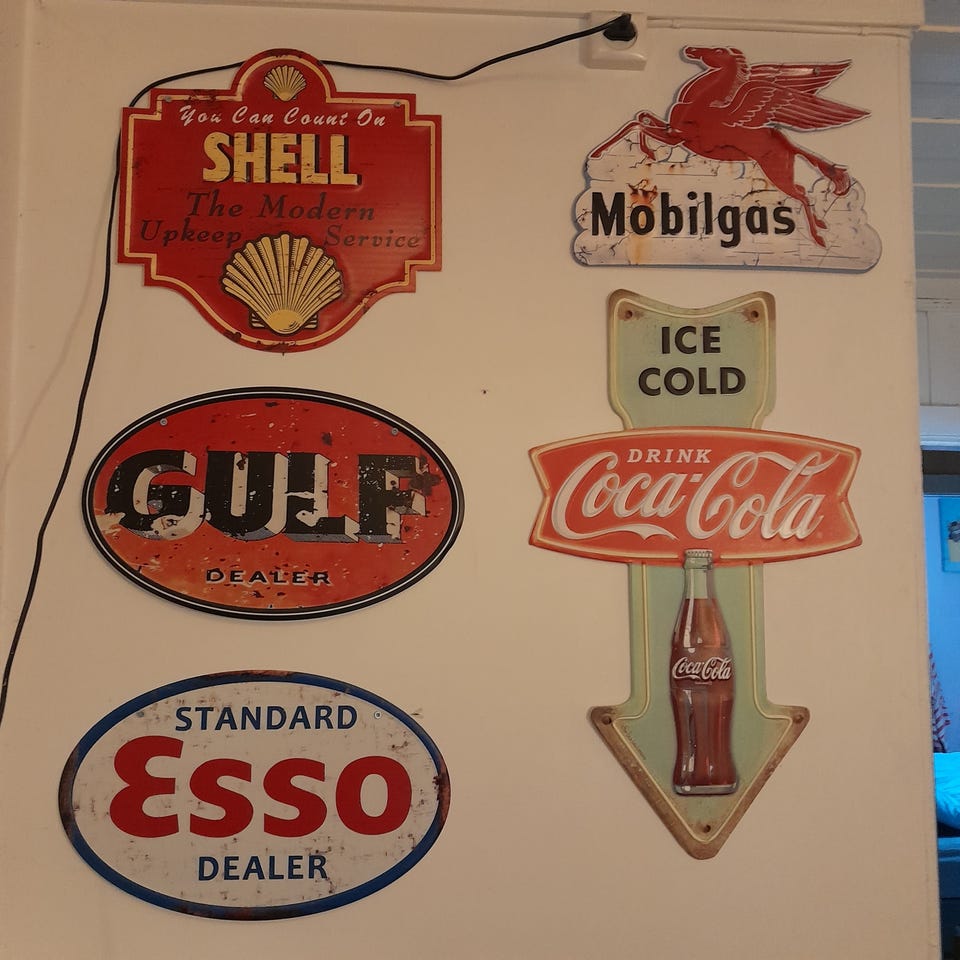 You Can Count On
SHELL
The Modern
Upkeep Service
Mobilgas
ICE
COLD
DRINK
Coca-Cola
Coca-Cola
GULF
DEALER
STANDARD
Esso
DEALER